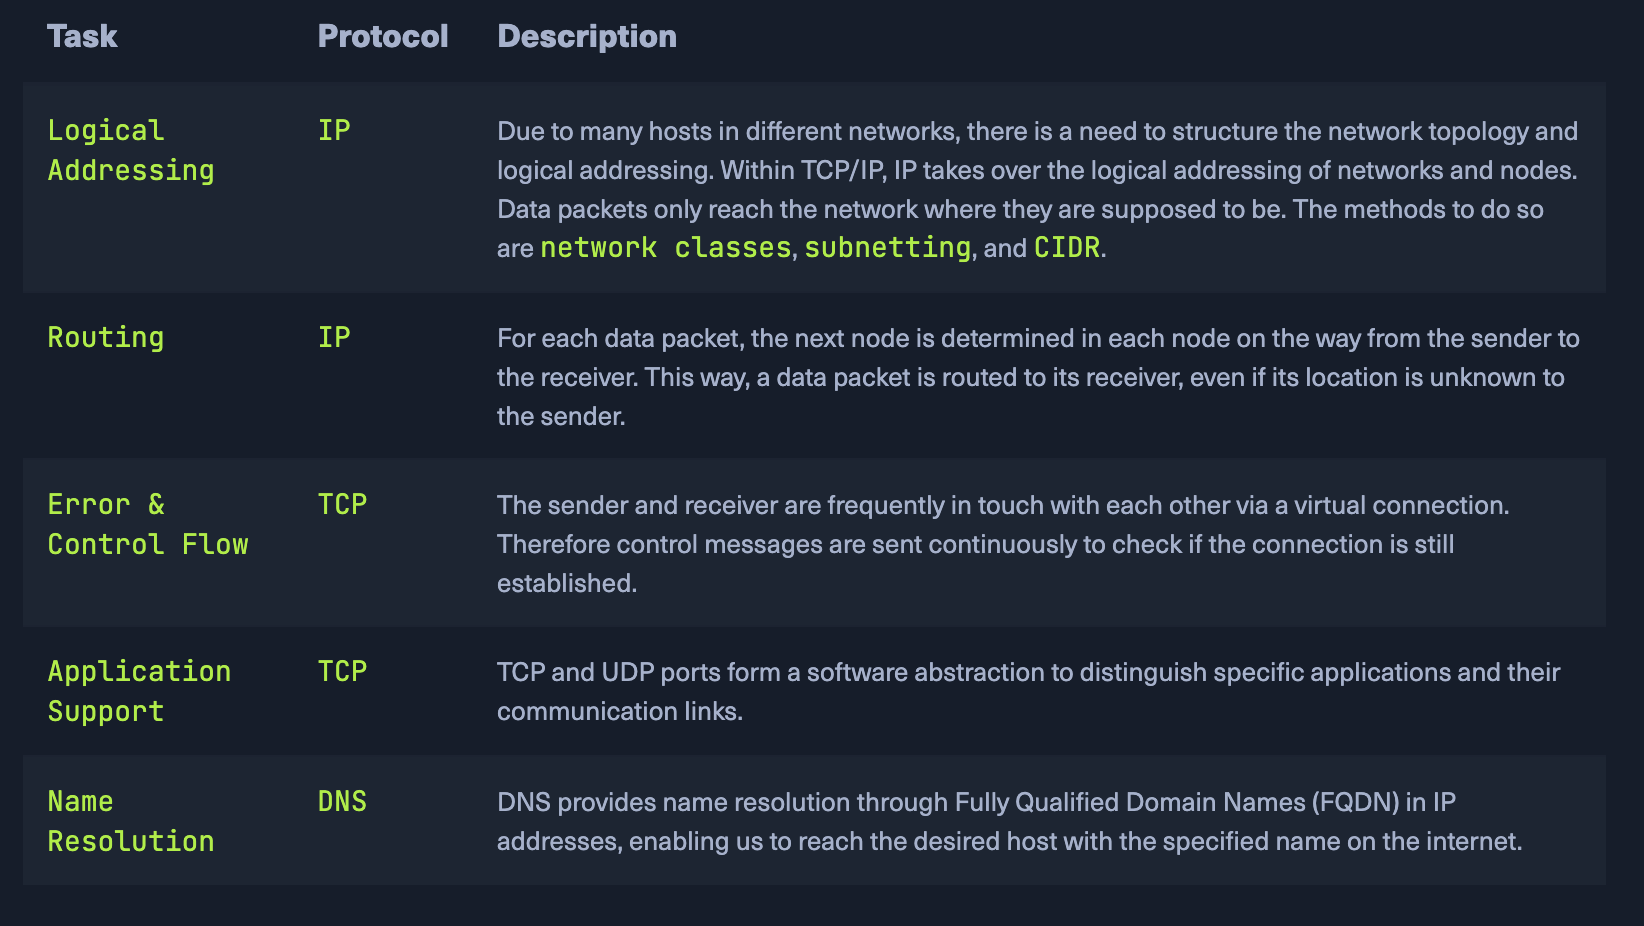 Task Protocol Description
Logical Addressing IP Due to many hosts in different networks, there is a need to structure the network topology and
logical addressing. Within TCP/IP, IP takes over the logical addressing of networks and nodes.
Data packets only reach the network where they are supposed to be. The methods to do so
are network classes, subnetting, and CIDR.
Routing IP For each data packet, the next node is determined in each node on the way from the sender to
the receiver. This way, a data packet is routed to its receiver, even if its location is unknown to
the sender.
Error & Control Flow TCP The sender and receiver are frequently in touch with each other via a virtual connection.
Therefore control messages are sent continuously to check if the connection is still
established.
Application Support TCP TCP and UDP ports form a software abstraction to distinguish specific applications and their
communication links.
Name Resolution DNS DNS provides name resolution through Fully Qualified Domain Names (FQDN) in IP
addresses, enabling us to reach the desired host with the specified name on the internet.